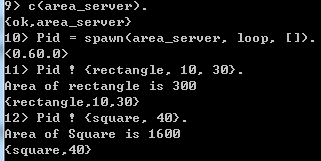 9> c(area_server).
{ok,area_server}
10> Pid = spawn(area_server, loop, []).
<0.60.0>
11> Pid ! {rectangle, 10, 30}.
Area of rectangle is 300
{rectangle,10,30}
12> Pid ! {square, 40}.
Area of Square is 1600
{square,40}